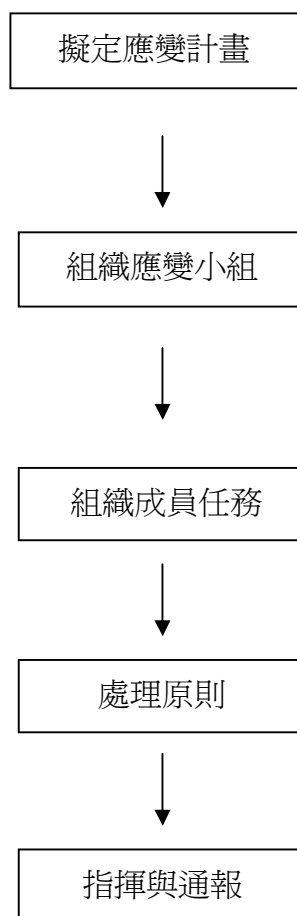 擬定應變計畫
組織應變小組
組織成員任務
處理原則
指揮與通報